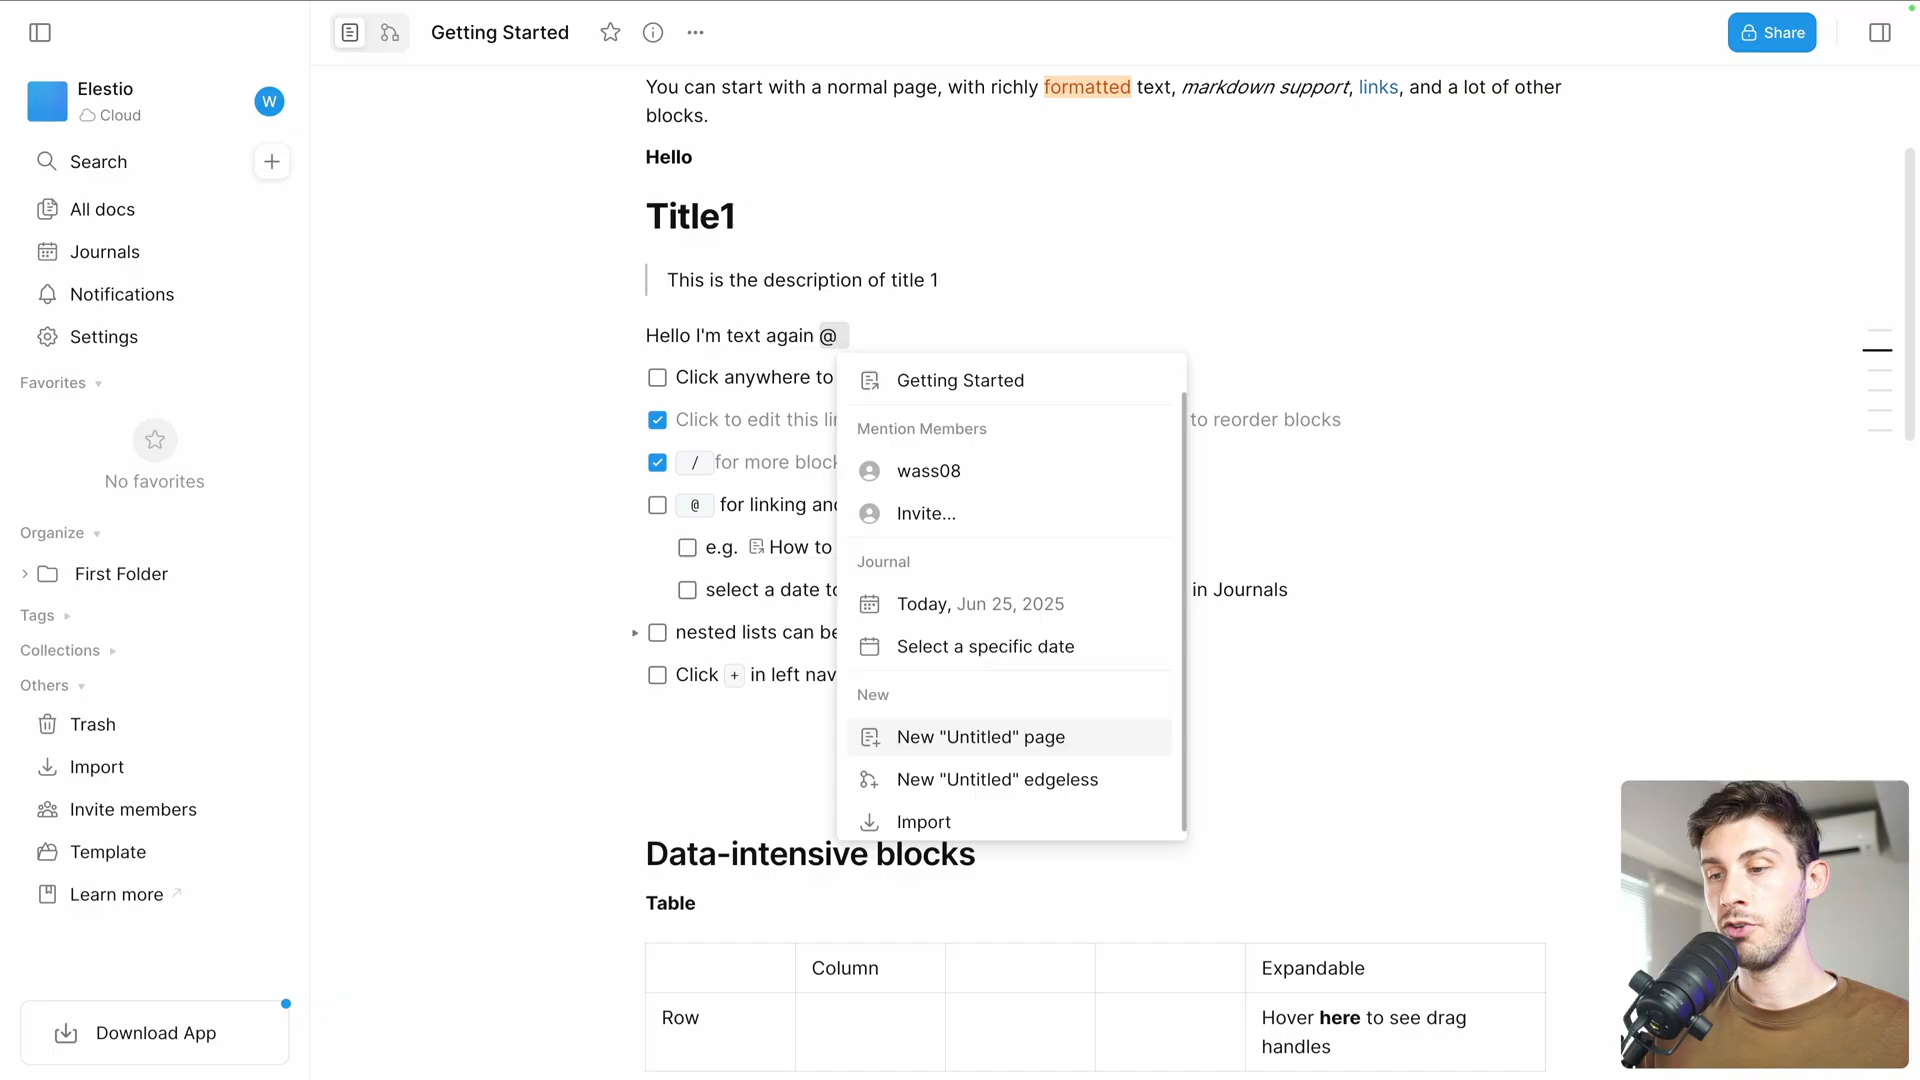 Getting Started
Share
Elestio
Cloud
W
Search
All docs
Journals
Notifications
Settings
Favorites
No favorites
Organize
First Folder
Tags
Collections
Others
Trash
Import
Invite members
Template
Learn more
Download App
You can start with a normal page, with richly formatted text, markdown support, links, and a lot of other
blocks.
Hello
Title1
This is the description of title 1
Hello I'm text again @
Click anywhere to
Click to edit this li to reorder blocks
/ for more block
@ for linking and
e.g. How to
select a date to in Journals
nested lists can be
Click + in left nav
Getting Started
Mention Members
wass08
Invite...
Journal
Today, Jun 25, 2025
Select a specific date
New
New "Untitled" page
New "Untitled" edgeless
Import
Data-intensive blocks
Table
Column Expandable
Row Hover here to see drag
handles